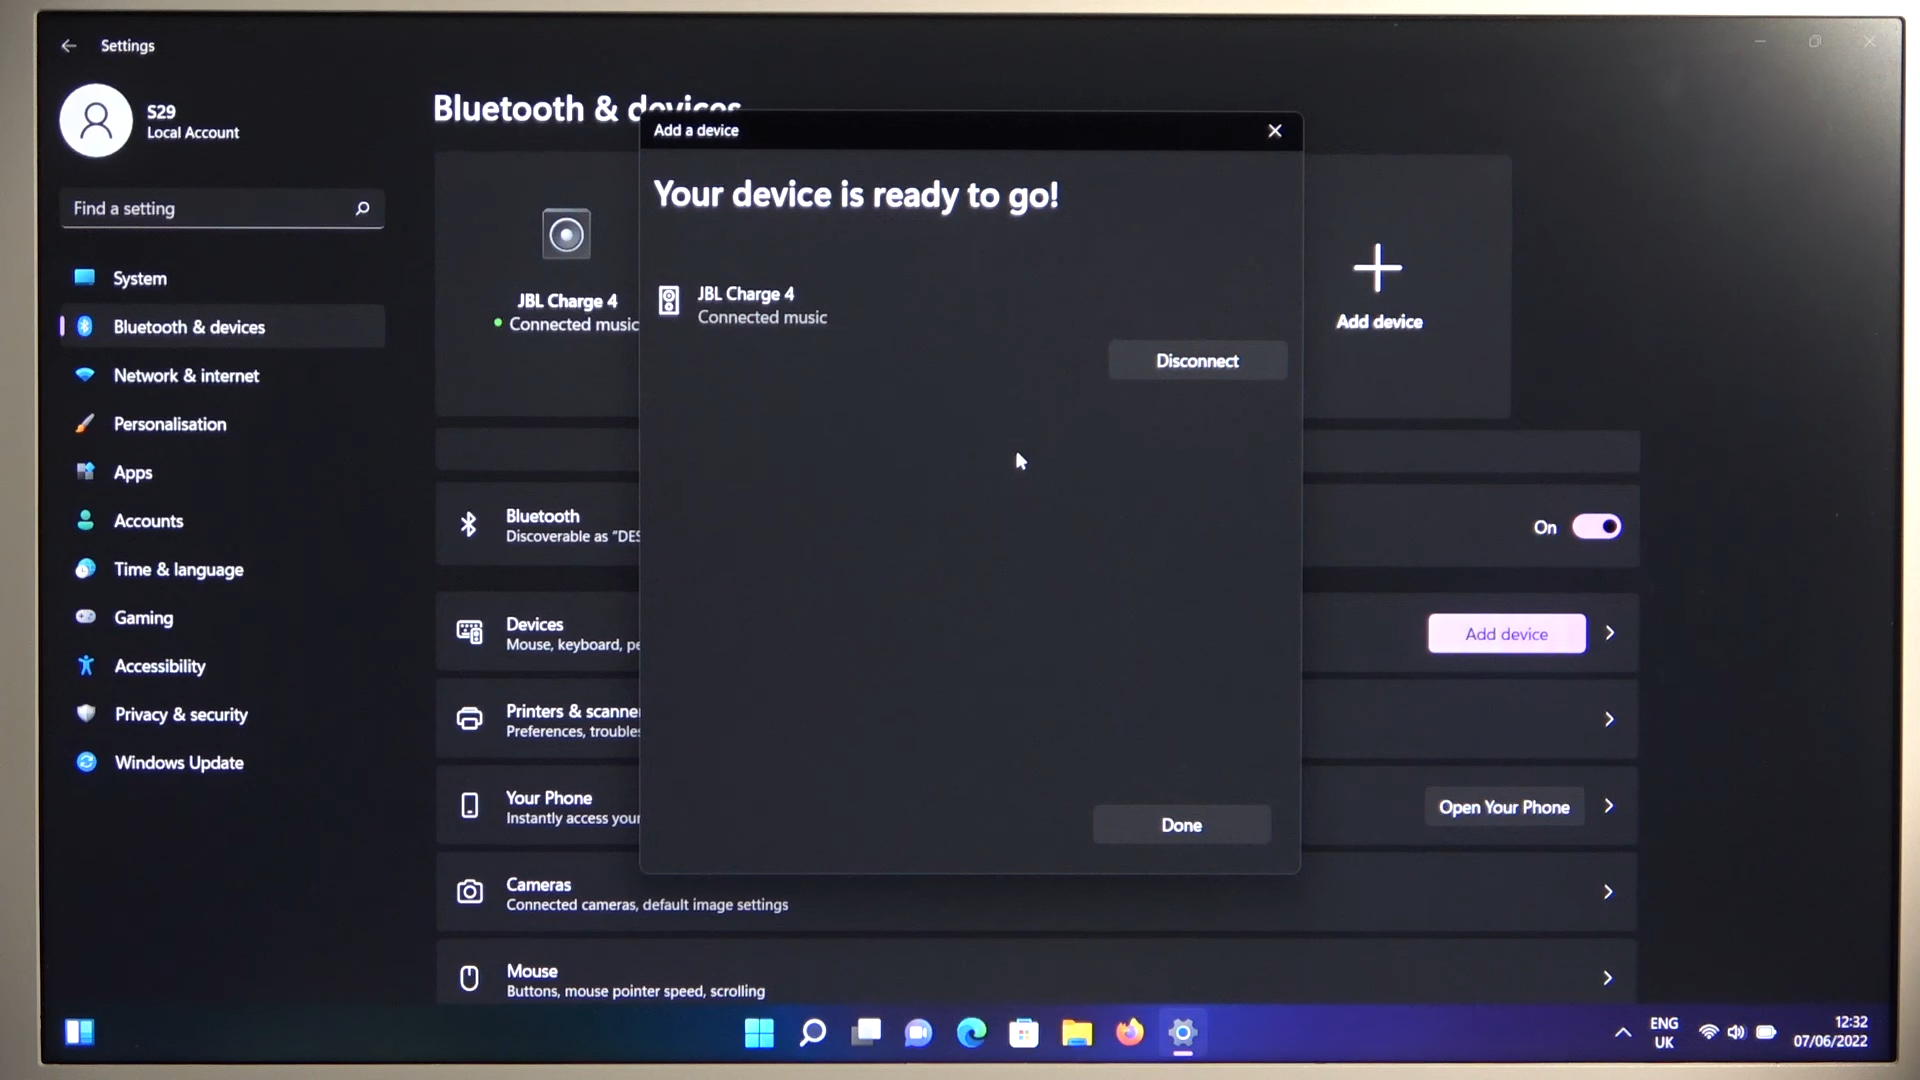 Settings
S29
Local Account
Find a setting
System
Bluetooth & devices
Network & internet
Personalisation
Apps
Accounts
Time & language
Gaming
Accessibility
Privacy & security
Windows Update
Bluetooth & devices
JBL Charge 4
Connected music
Add a device
Your device is ready to go!
JBL Charge 4
Connected music
Disconnect
Done
Add device
Bluetooth
Discoverable as "DES
On
Devices
Mouse, keyboard, pe
Add device
Printers & scanne
Preferences, trouble
Your Phone
Instantly access your
Open Your Phone
Cameras
Connected cameras, default image settings
Mouse
Buttons, mouse pointer speed, scrolling
ENG
UK
12:32
07/06/2022